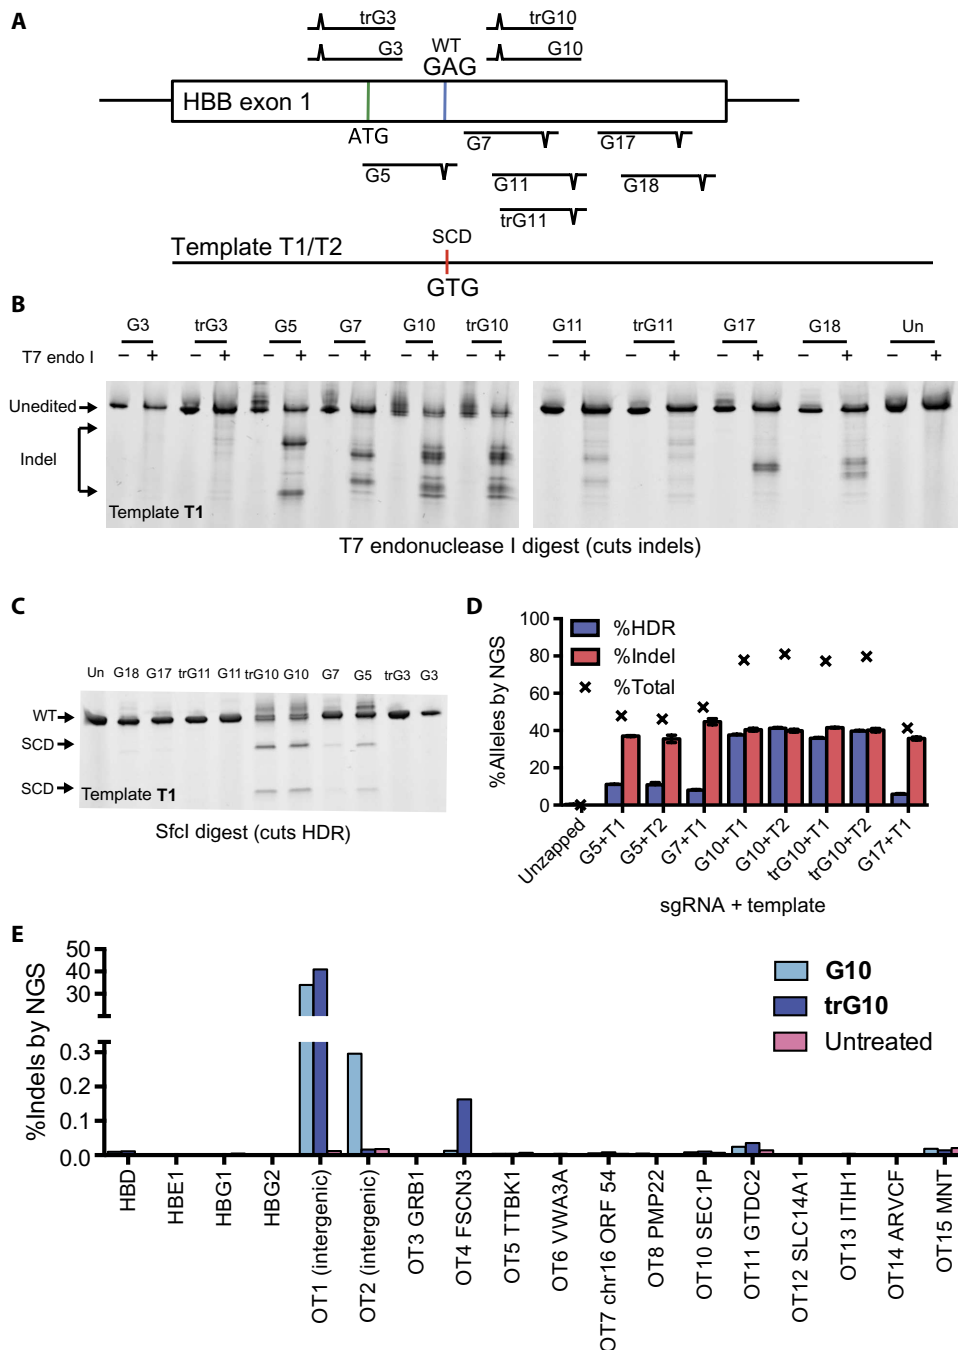 A
trG3
trG10
G3
WT
G10
GAG
HBB exon 1
ATG
G7
G17
G5
G11
G18
trG11
Template T1/T2
SCD
GTG
B
G3 trG3 G5 G7 G10 trG10 G11 trG11 G17 G18 Un
T7 endo I − + − + − + − + − + − + − + − + − + − + − +
Unedited
Indel
Template T1
T7 endonuclease I digest (cuts indels)
C
Un G18 G17 trG11 G11 trG10 G10 G7 G5 trG3 G3
WT
SCD
SCD
Template T1
SfcI digest (cuts HDR)
D
%Alleles by NGS
100
80
60
40
20
0
%HDR
%Indel
%Total
Unzapped
G5+T1
G5+T2
G7+T1
G10+T1
G10+T2
trG10+T1
trG10+T2
G17+T1
sgRNA + template
E
%Indels by NGS
50
40
30
0.3
0.2
0.1
0.0
G10
trG10
Untreated
HBD
HBE1
HBG1
HBG2
OT1 (intergenic)
OT2 (intergenic)
OT3 GRB1
OT4 FSCN3
OT5 TTBK1
OT6 VWA3A
OT7 chr16 ORF 54
OT8 PMP22
OT10 SEC1P
OT11 GTDC2
OT12 SLC14A1
OT13 ITIH1
OT14 ARVCF
OT15 MNT